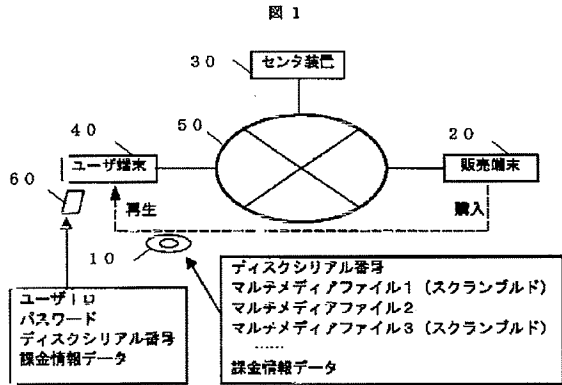 図 1
30
センタ装置
40
50
20
ユーザ端末
販売端末
60
再生
購入
10
ディスクシリアル番号
マルチメディアファイル1（スクランブルド）
マルチメディアファイル2
マルチメディアファイル3（スクランブルド）
......
課金情報データ
ユーザID
パスワード
ディスクシリアル番号
課金情報データ